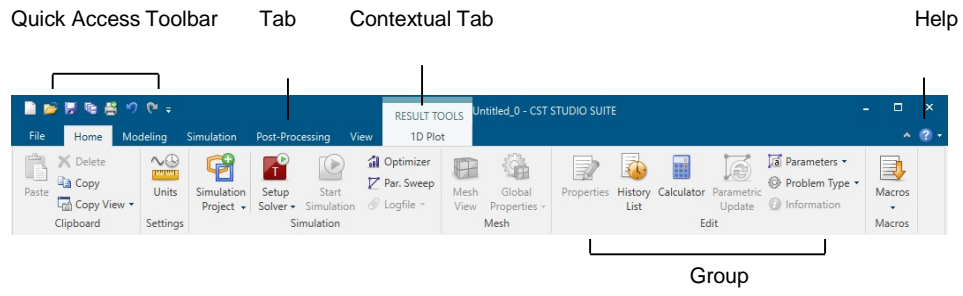 Quick Access Toolbar Tab Contextual Tab Help
RESULT TOOLS Untitled_0 - CST STUDIO SUITE
File Home Modeling Simulation Post-Processing View 1D Plot
Paste
Delete
Copy
Copy View
Clipboard
Units
Settings
Simulation
Project
Setup
Solver
Start
Simulation
Optimizer
Par. Sweep
Logfile
Simulation
Mesh
View
Global
Properties
Mesh
Properties
History
List
Calculator
Parametric
Update
Parameters
Problem Type
Information
Edit
Macros
Macros
Group